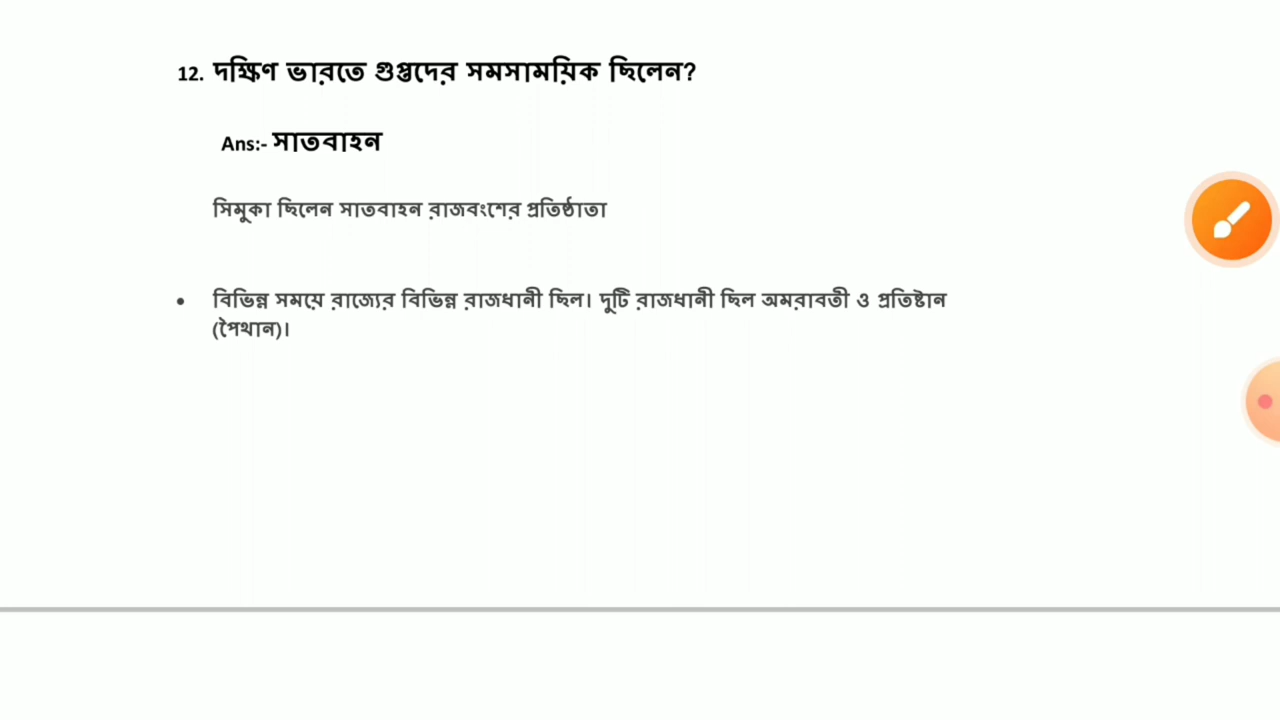 12. দক্ষিণ ভারতে গুপ্তদের সমসাময়িক ছিলেন?
Ans:- সাতবাহন
সিমুকা ছিলেন সাতবাহন রাজবংশের প্রতিষ্ঠাতা
• বিভিন্ন সময়ে রাজ্যের বিভিন্ন রাজধানী ছিল। দুটি রাজধানী ছিল অমরাবতী ও প্রতিষ্টান
(পৈথান)।